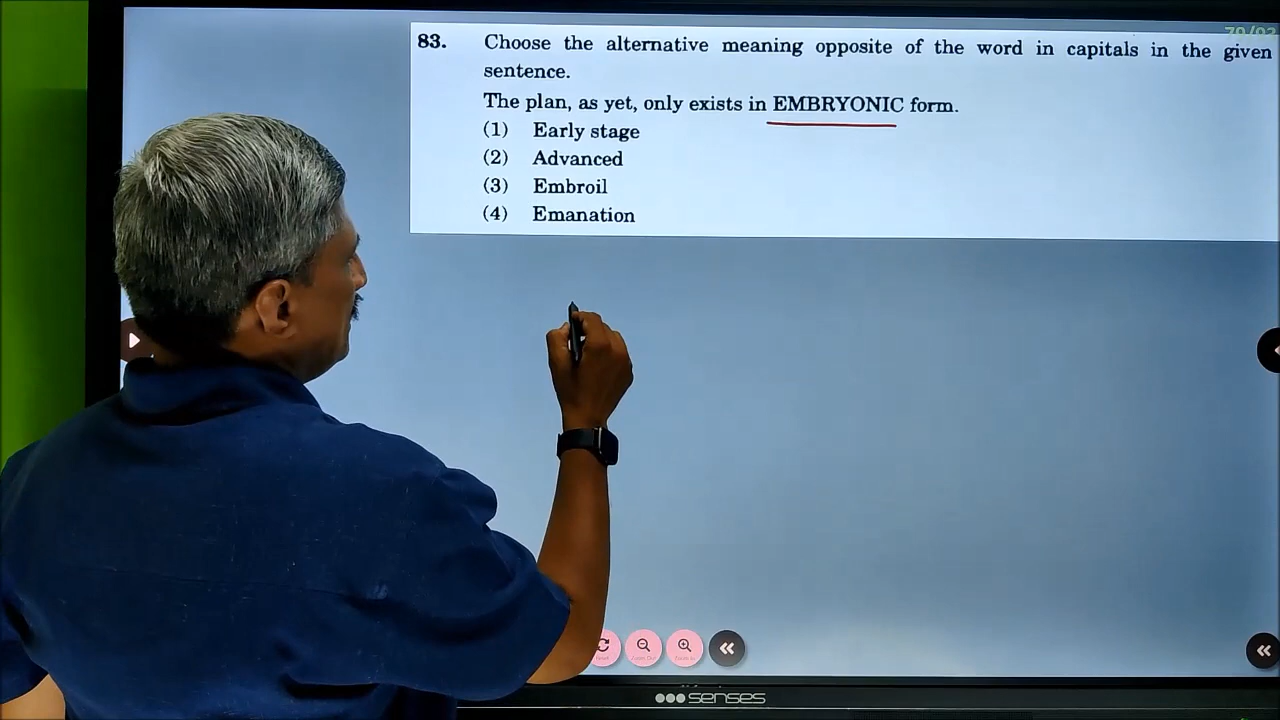 83. Choose the alternative meaning opposite of the word in capitals in the given
sentence.
The plan, as yet, only exists in EMBRYONIC form.
(1) Early stage
(2) Advanced
(3) Embroil
(4) Emanation
senses